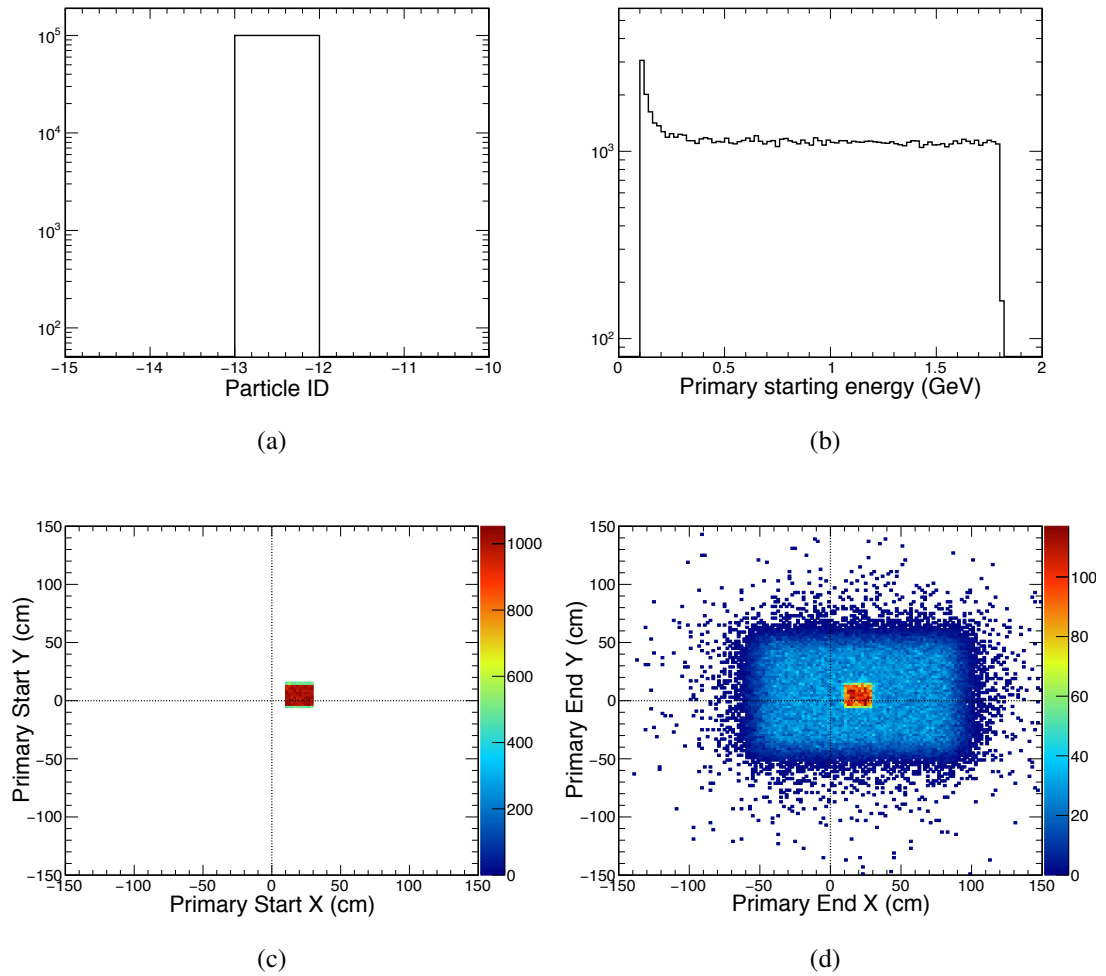 10^5
10^4
10^3
10^2
−15 −14 −13 −12 −11 −10
Particle ID
(a)
10^3
10^2
0 0.5 1 1.5 2
Primary starting energy (GeV)
(b)
Primary Start Y (cm)
150
100
50
0
−50
−100
−150
−150 −100 −50 0 50 100 150
Primary Start X (cm)
1000
800
600
400
200
0
(c)
Primary End Y (cm)
150
100
50
0
−50
−100
−150
−100 −50 0 50 100 150
Primary End X (cm)
100
80
60
40
20
0
(d)